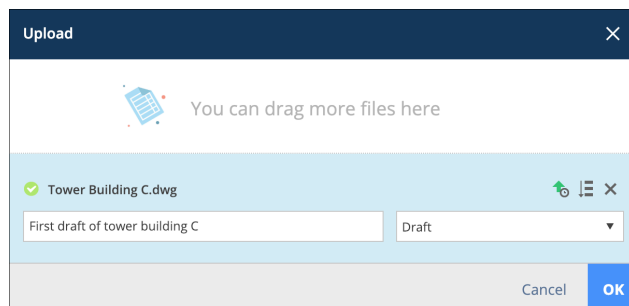 Upload
You can drag more files here
Tower Building C.dwg
First draft of tower building C
Draft
Cancel
OK